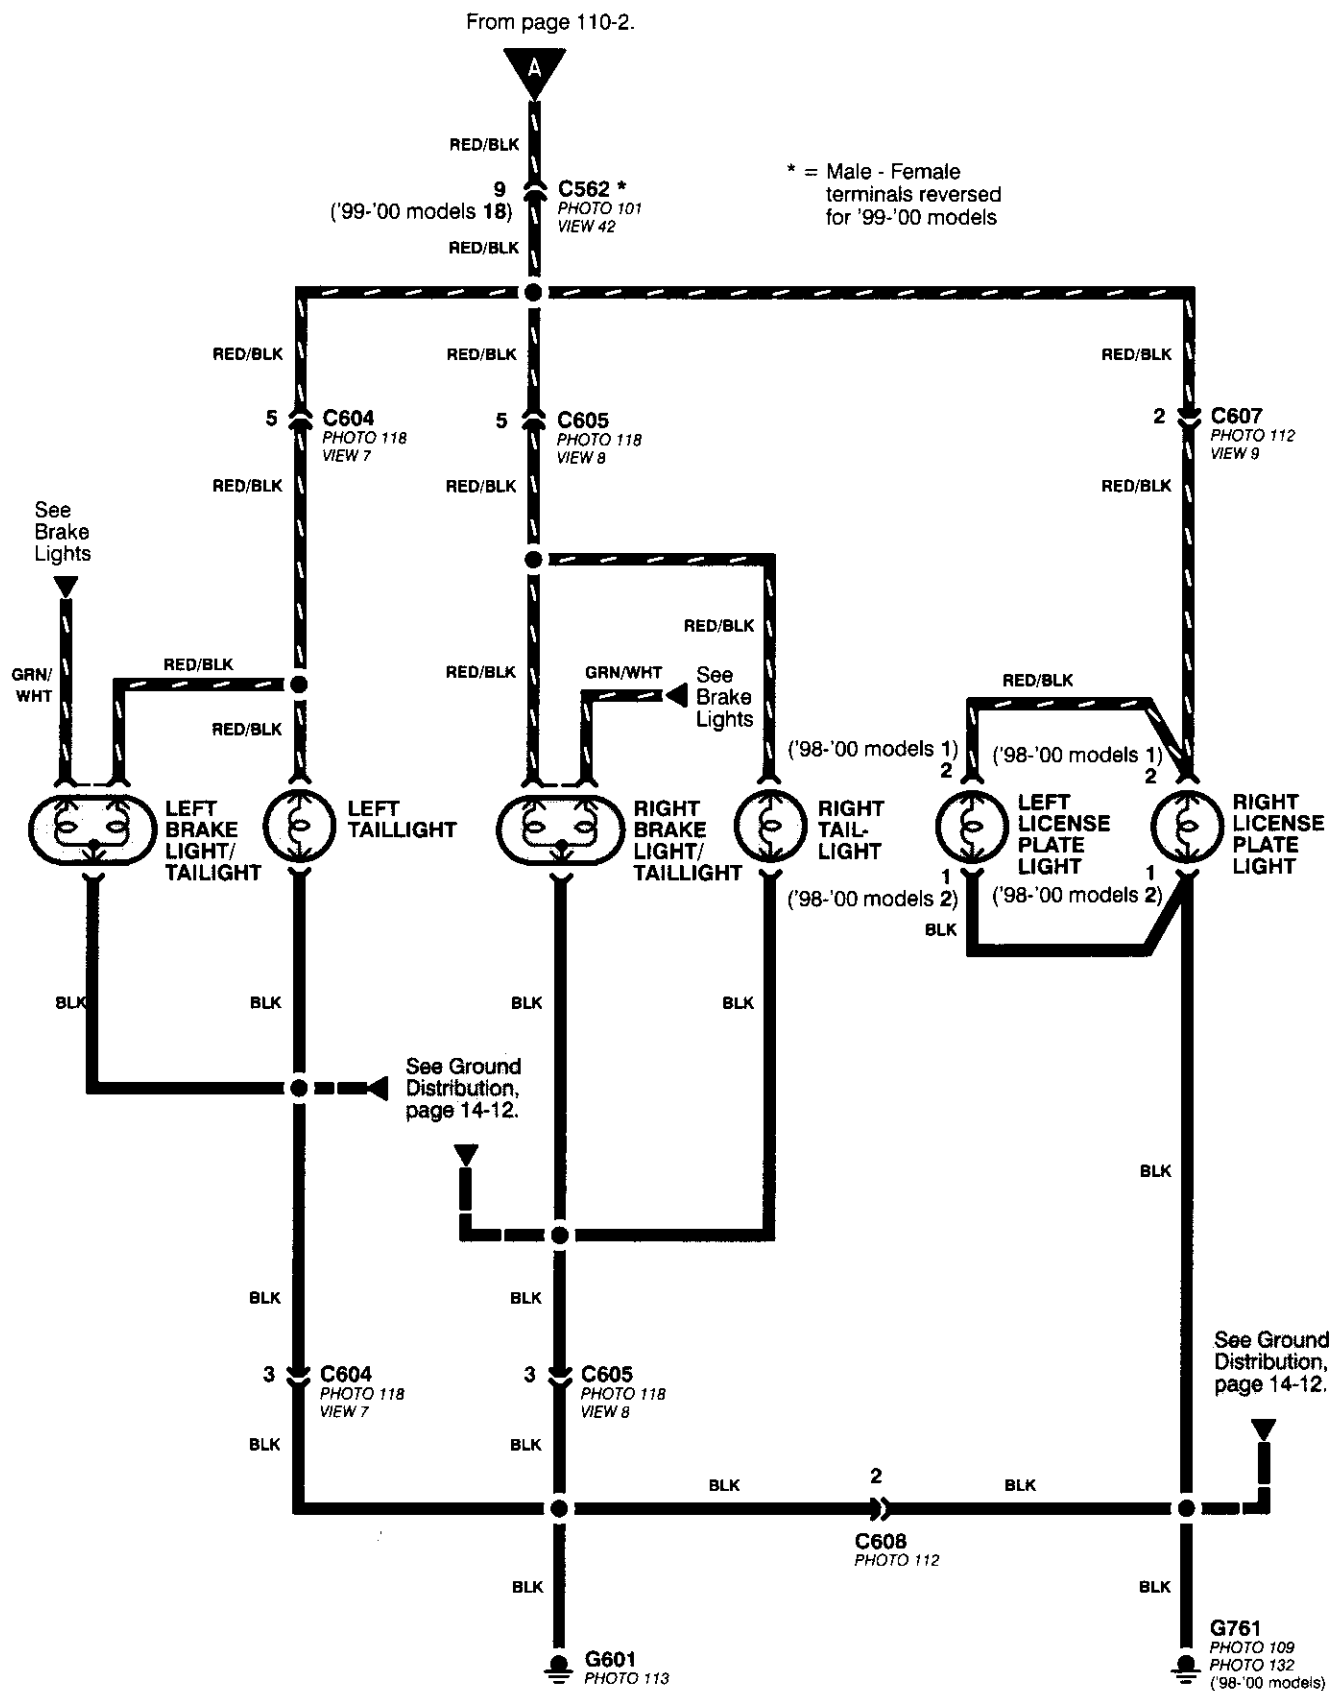 From page 110-2.
A
RED/BLK
9
('99-'00 models 18)
C562 *
PHOTO 101
VIEW 42
* = Male - Female
terminals reversed
for '99-'00 models
RED/BLK
RED/BLK
RED/BLK
RED/BLK
5
C604
PHOTO 118
VIEW 7
5
C605
PHOTO 118
VIEW 8
2
C607
PHOTO 112
VIEW 9
RED/BLK
RED/BLK
RED/BLK
See
Brake
Lights
GRN/
WHT
RED/BLK
RED/BLK
RED/BLK
GRN/WHT
See
Brake
Lights
RED/BLK
RED/BLK
('98-'00 models 1)
2
('98-'00 models 1)
2
LEFT
BRAKE
LIGHT/
TAILIGHT
LEFT
TAILLIGHT
RIGHT
BRAKE
LIGHT/
TAILLIGHT
RIGHT
TAIL-
LIGHT
LEFT
LICENSE
PLATE
LIGHT
RIGHT
LICENSE
PLATE
LIGHT
1
('98-'00 models 2)
1
('98-'00 models 2)
BLK
BLK
BLK
BLK
BLK
See Ground
Distribution,
page 14-12.
BLK
BLK
BLK
3
C604
PHOTO 118
VIEW 7
3
C605
PHOTO 118
VIEW 8
See Ground
Distribution,
page 14-12.
BLK
BLK
BLK
2
BLK
C608
PHOTO 112
BLK
BLK
G601
PHOTO 113
G761
PHOTO 109
PHOTO 132
('98-'00 models)